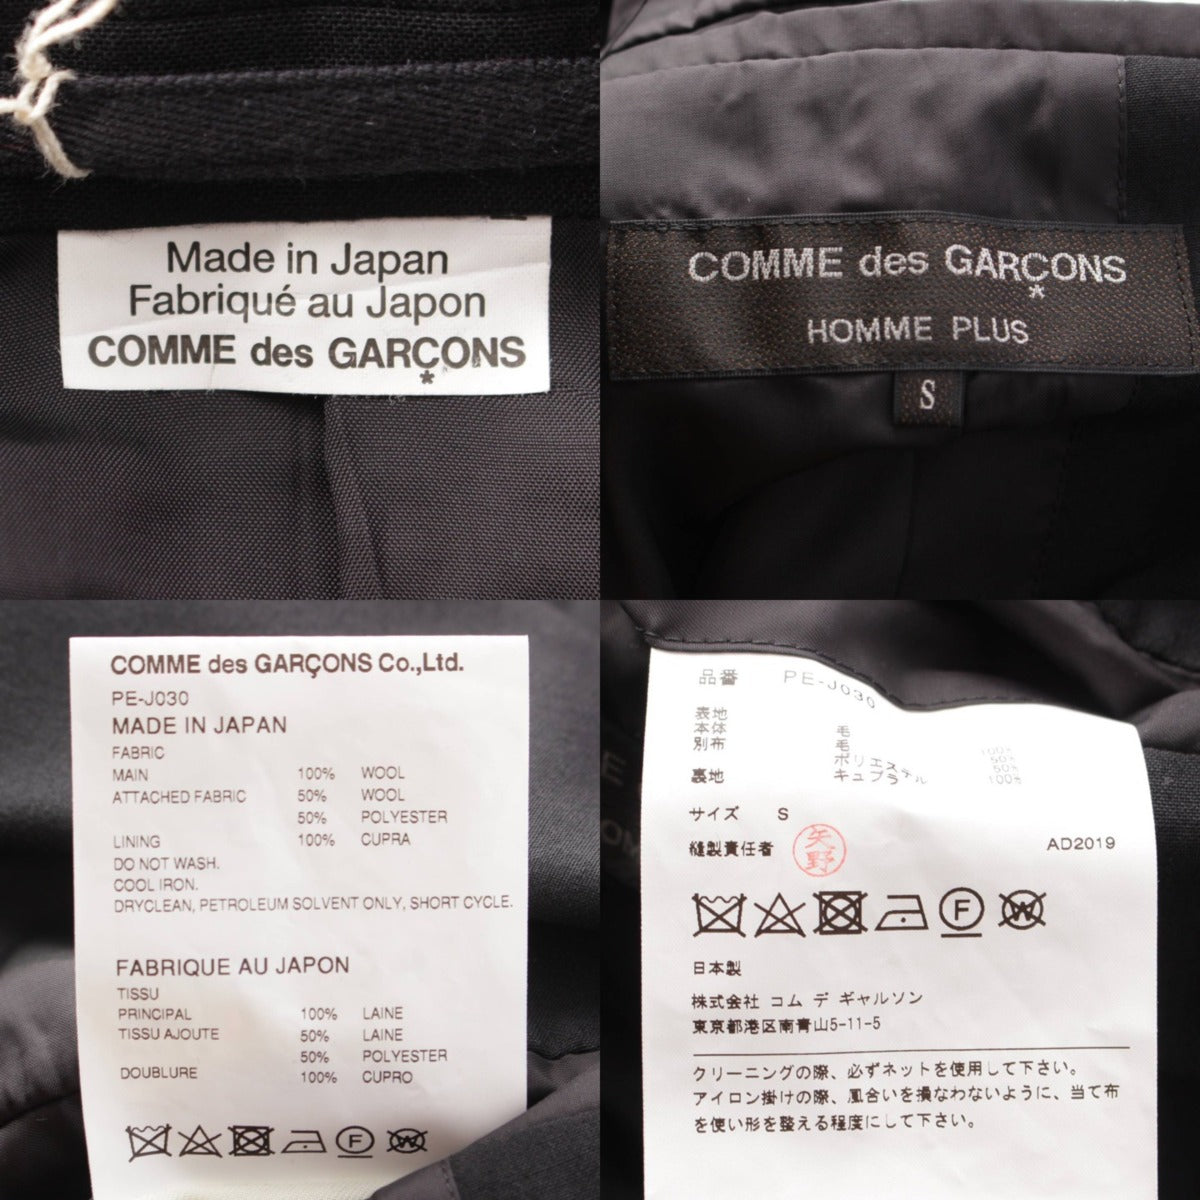 Made in Japan
Fabriqué au Japon
COMME des GARÇONS
*
COMME des GARÇONS
*
HOMME PLUS
S
COMME des GARÇONS Co.,Ltd.
PE-J030
MADE IN JAPAN
FABRIC
MAIN 100% WOOL
ATTACHED FABRIC 50% WOOL
50% POLYESTER
LINING 100% CUPRA
DO NOT WASH.
COOL IRON.
DRYCLEAN, PETROLEUM SOLVENT ONLY, SHORT CYCLE.
FABRIQUE AU JAPON
TISSU
PRINCIPAL 100% LAINE
TISSU AJOUTE 50% LAINE
50% POLYESTER
DOUBLURE 100% CUPRO
F W
品番 PE-J030
表地
本体 毛 100%
別布 毛 50%
ポリエステル 50%
裏地 キュプラ 100%
サイズ S
縫製責任者 矢野 AD2019
F W
日本製
株式会社 コム デ ギャルソン
東京都港区南青山5-11-5
クリーニングの際、必ずネットを使用して下さい。
アイロン掛けの際、風合いを損なわないように、当て布
を使い形を整える程度にして下さい。